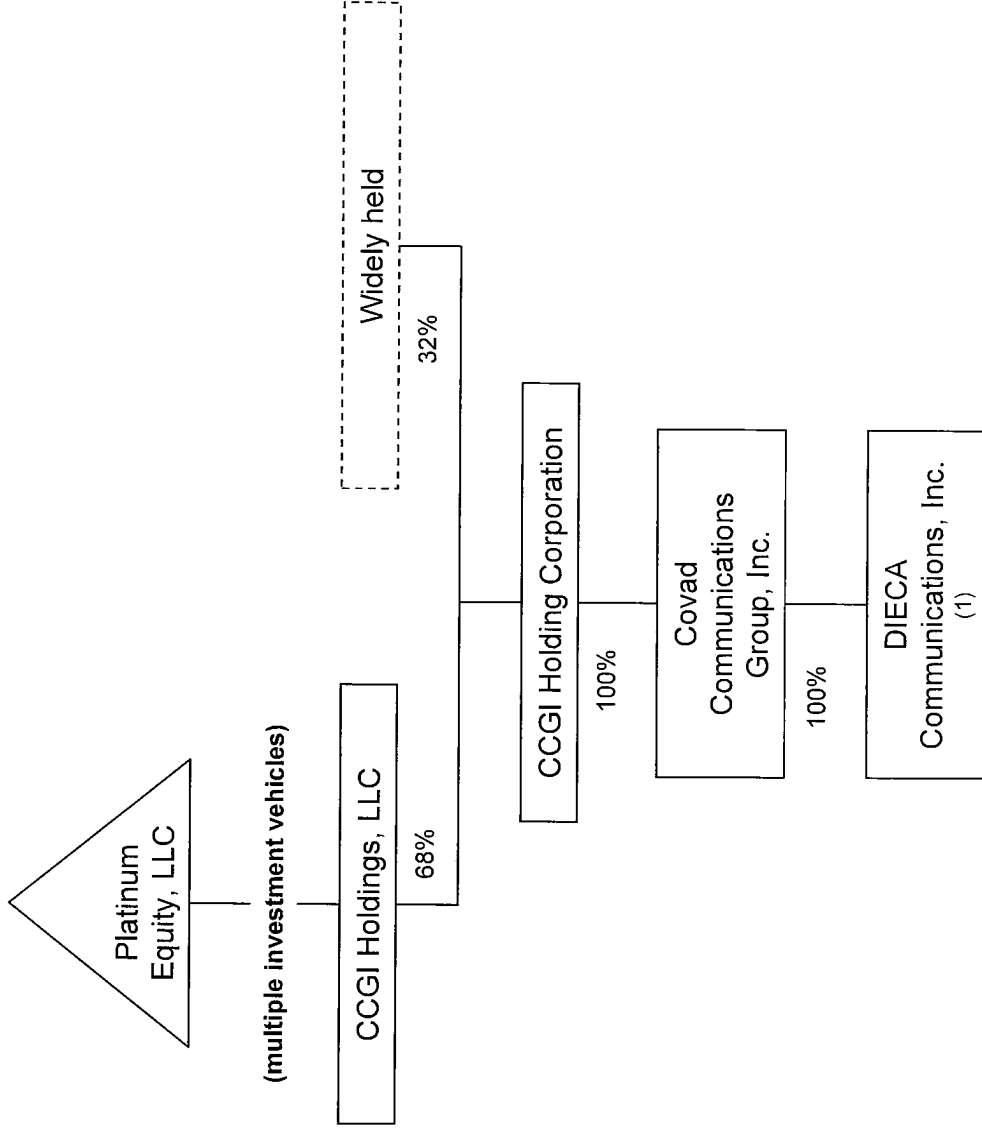 Platinum
Equity, LLC
(multiple investment vehicles)
CCGI Holdings, LLC
Widely held
68%
32%
CCGI Holding Corporation
100%
Covad
Communications
Group, Inc.
100%
DIECA
Communications, Inc.
(1)